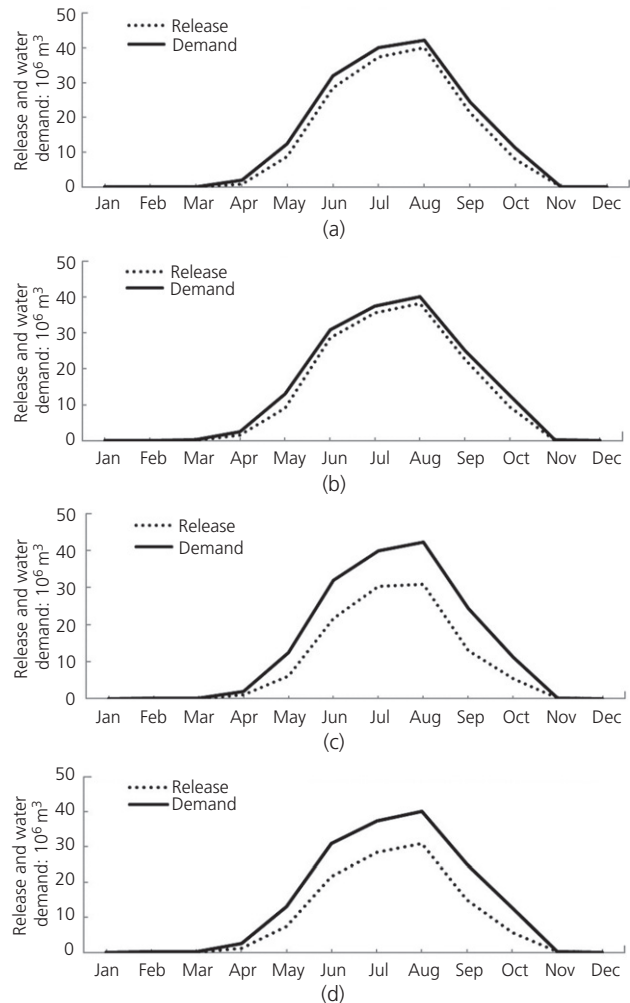 Release and water
demand: 10⁶ m³
50
40
30
20
10
0
Release
Demand
Jan Feb Mar Apr May Jun Jul Aug Sep Oct Nov Dec
(a)
Release and water
demand: 10⁶ m³
50
40
30
20
10
0
Release
Demand
Jan Feb Mar Apr May Jun Jul Aug Sep Oct Nov Dec
(b)
Release and water
demand: 10⁶ m³
50
40
30
20
10
0
Release
Demand
Jan Feb Mar Apr May Jun Jul Aug Sep Oct Nov Dec
(c)
Release and water
demand: 10⁶ m³
50
40
30
20
10
0
Release
Demand
Jan Feb Mar Apr May Jun Jul Aug Sep Oct Nov Dec
(d)